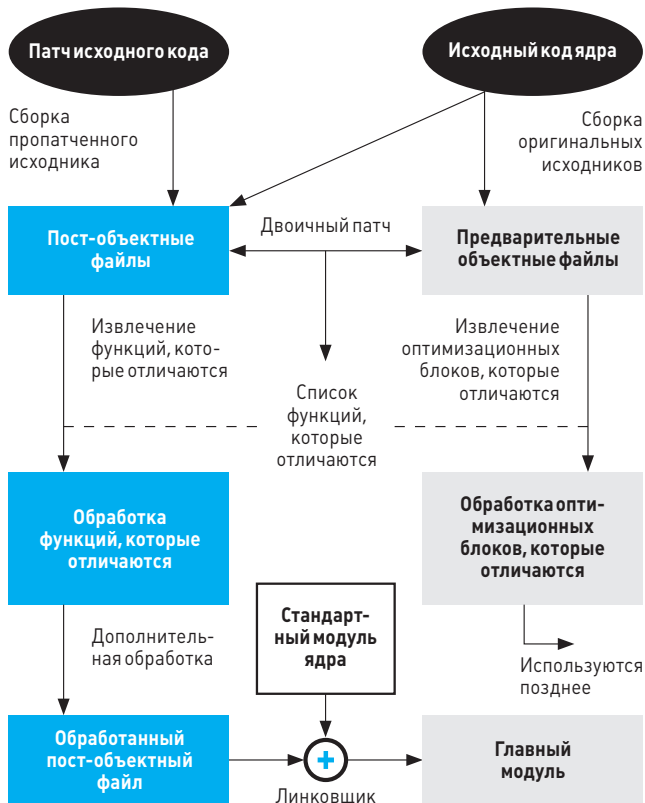 Патч исходного кода
Исходный код ядра
Сборка
пропатченного
исходника
Сборка
оригинальных
исходников
Пост-объектные
файлы
Двоичный патч
Предварительные
объектные файлы
Извлечение
функций, кото-
рые отличаются
Извлечение
оптимизационных
блоков, которые
отличаются
Список
функций,
которые
отличаются
Обработка
функций, которые
отличаются
Обработка опти-
мизационных
блоков, которые
отличаются
Дополнитель-
ная обработка
Стандарт-
ный модуль
ядра
Используются
позднее
Обработанный
пост-объектный
файл
Линковщик
Главный
модуль